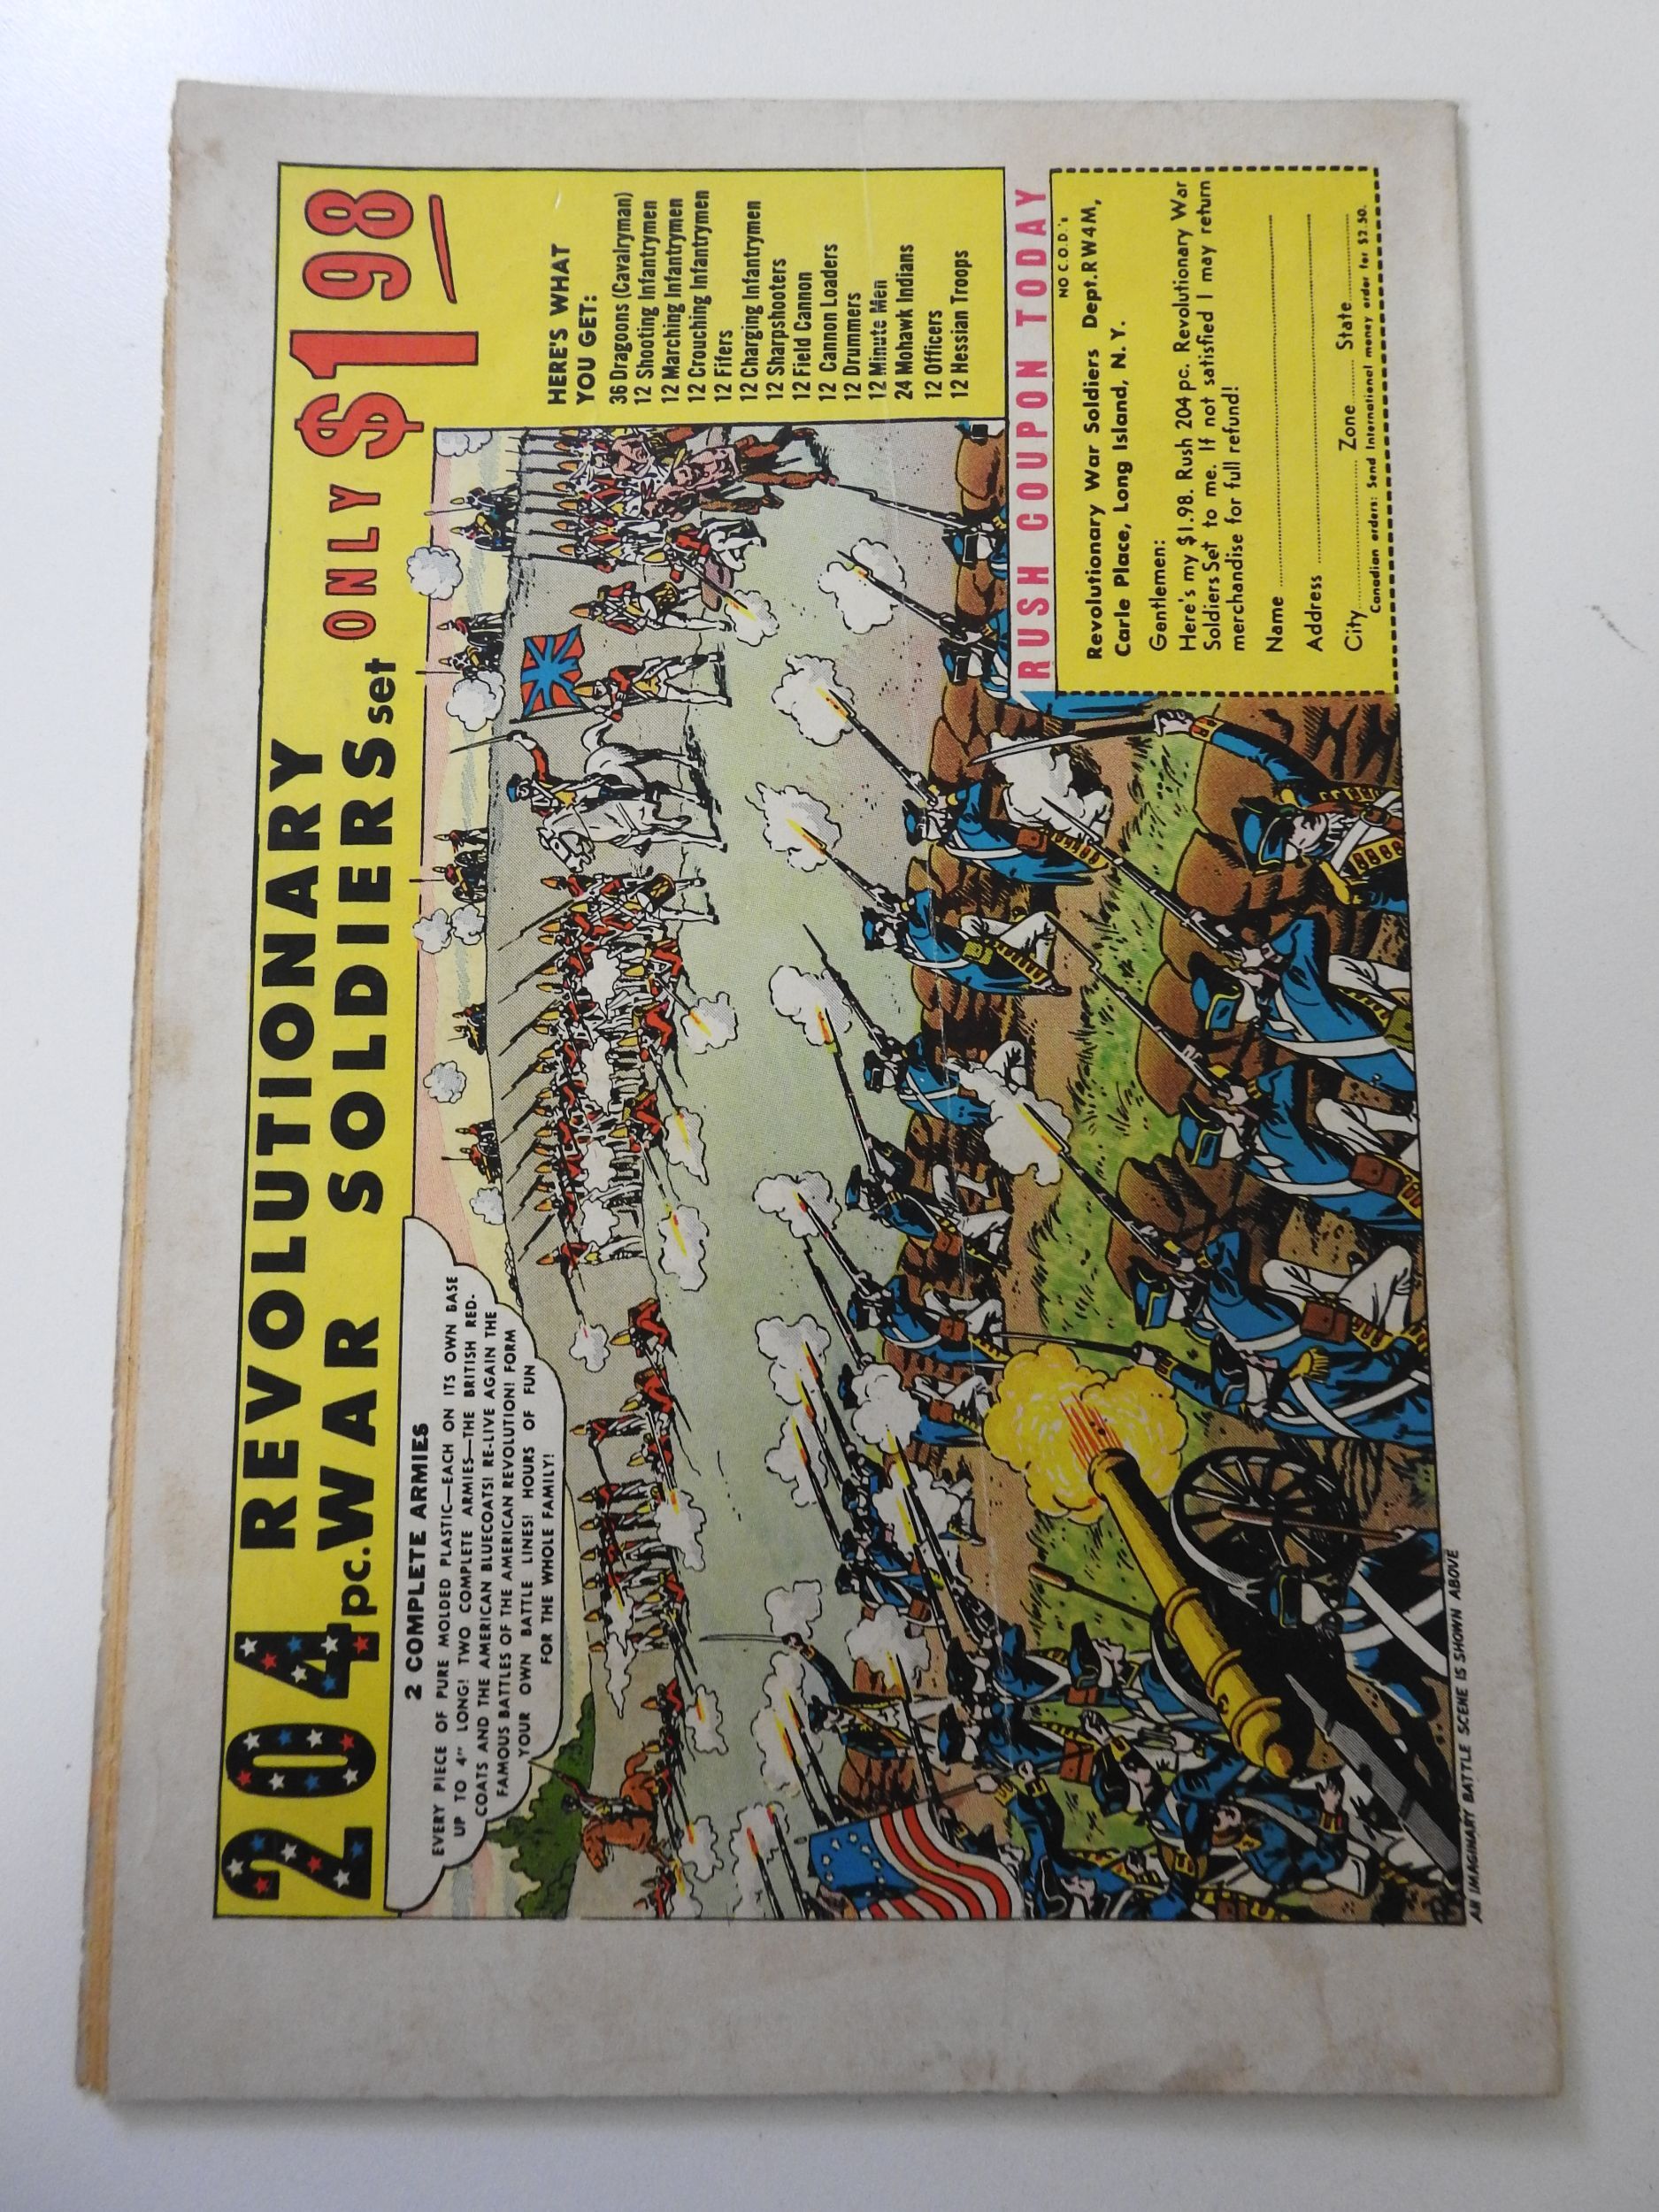 204 REVOLUTIONARY
pc. WAR SOLDIERS set ONLY $1 98
2 COMPLETE ARMIES
EVERY PIECE OF PURE MOLDED PLASTIC—EACH ON ITS OWN BASE
UP TO 4" LONG! TWO COMPLETE ARMIES—THE BRITISH RED-
COATS AND THE AMERICAN BLUECOATS! RE-LIVE AGAIN THE
FAMOUS BATTLES OF THE AMERICAN REVOLUTION! FORM
YOUR OWN BATTLE LINES! HOURS OF FUN
FOR THE WHOLE FAMILY!
HERE'S WHAT
YOU GET:
36 Dragoons (Cavalryman)
12 Shooting Infantrymen
12 Marching Infantrymen
12 Crouching Infantrymen
12 Fifers
12 Charging Infantrymen
12 Sharpshooters
12 Field Cannon
12 Cannon Loaders
12 Drummers
12 Minute Men
24 Mohawk Indians
12 Officers
12 Hessian Troops
RUSH COUPON TODAY
NO C.O.D.'s
Revolutionary War Soldiers Dept.RW4M,
Carle Place, Long Island, N. Y.
Gentlemen:
Here's my $1.98. Rush 204 pc. Revolutionary War
Soldiers Set to me. If not satisfied I may return
merchandise for full refund!
Name
Address
City Zone State
Canadian orders: Send International money order for $2.50.
AN IMAGINARY BATTLE SCENE IS SHOWN ABOVE